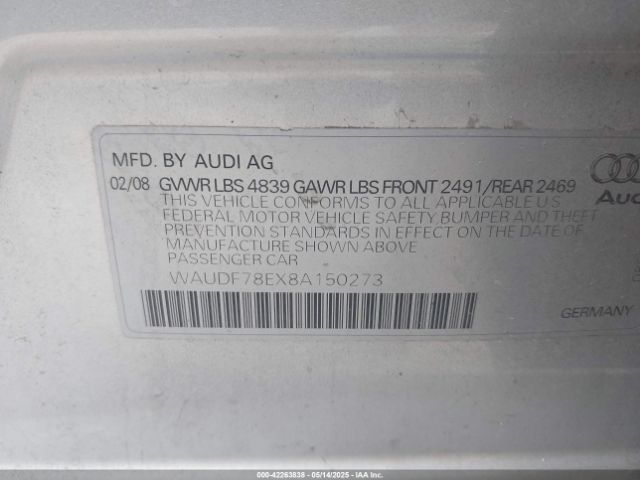 MFD. BY AUDI AG
02/08 GVWR LBS 4839 GAWR LBS FRONT 2491/REAR 2469
THIS VEHICLE CONFORMS TO ALL APPLICABLE U.S
FEDERAL MOTOR VEHICLE SAFETY BUMPER AND THEFT
PREVENTION STANDARDS IN EFFECT ON THE DATE OF
MANUFACTURE SHOWN ABOVE
PASSENGER CAR
WAUDF78EX8A150273
GERMANY
000-42263838 - 05/14/2025 - IAA Inc.